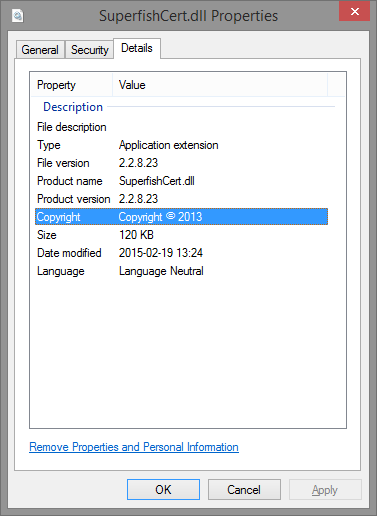 SuperfishCert.dll Properties
General Security Details
Property Value
Description
File description
Type Application extension
File version 2.2.8.23
Product name SuperfishCert.dll
Product version 2.2.8.23
Copyright Copyright © 2013
Size 120 KB
Date modified 2015-02-19 13:24
Language Language Neutral
Remove Properties and Personal Information
OK Cancel Apply